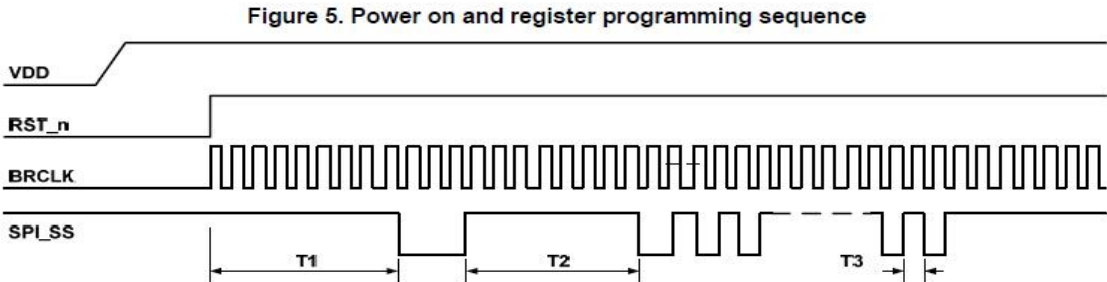 Figure 5. Power on and register programming sequence
VDD
RST_n
BRCLK
SPI_SS
T1 T2 T3